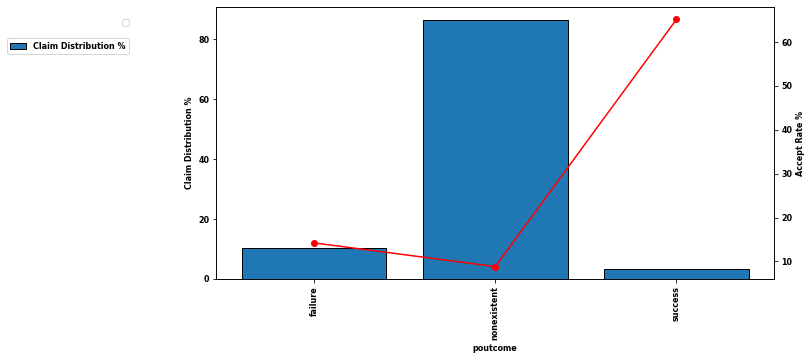 Claim Distribution %
Claim Distribution %
80
60
40
20
0
60
50
40
30
20
10
Accept Rate %
failure
nonexistent
success
poutcome